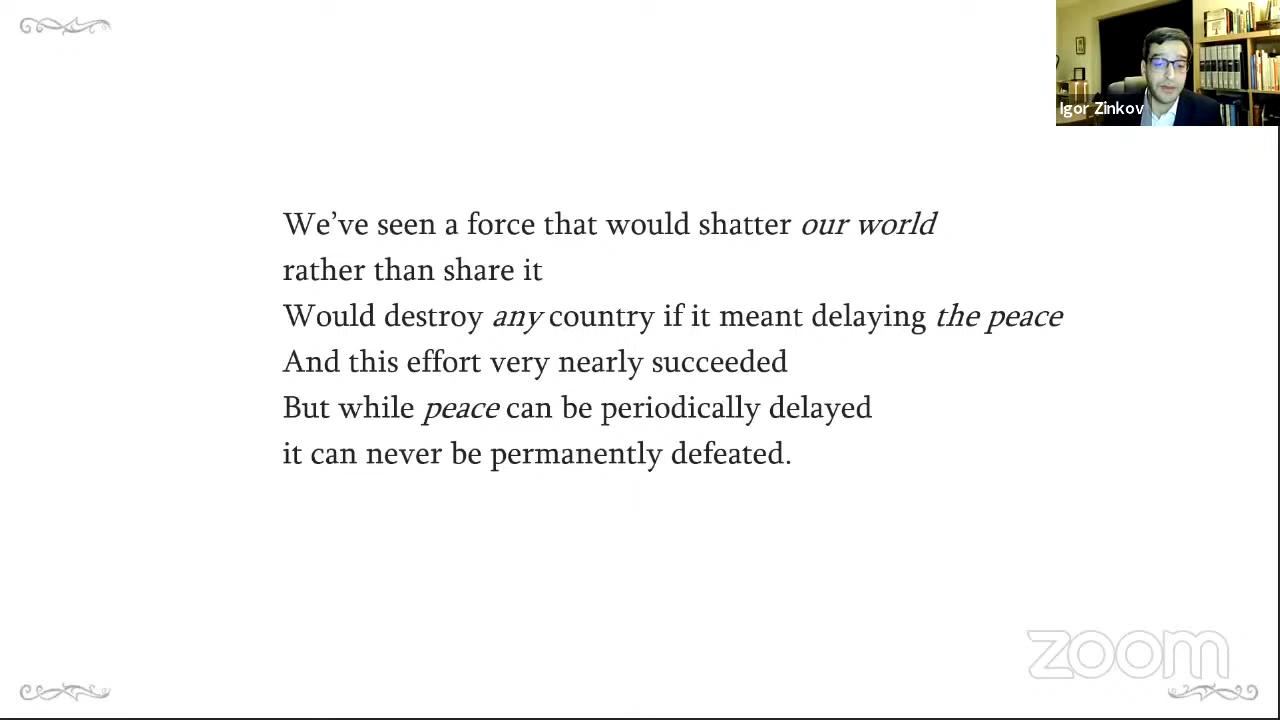 Igor Zinkov
We've seen a force that would shatter our world
rather than share it
Would destroy any country if it meant delaying the peace
And this effort very nearly succeeded
But while peace can be periodically delayed
it can never be permanently defeated.
zoom